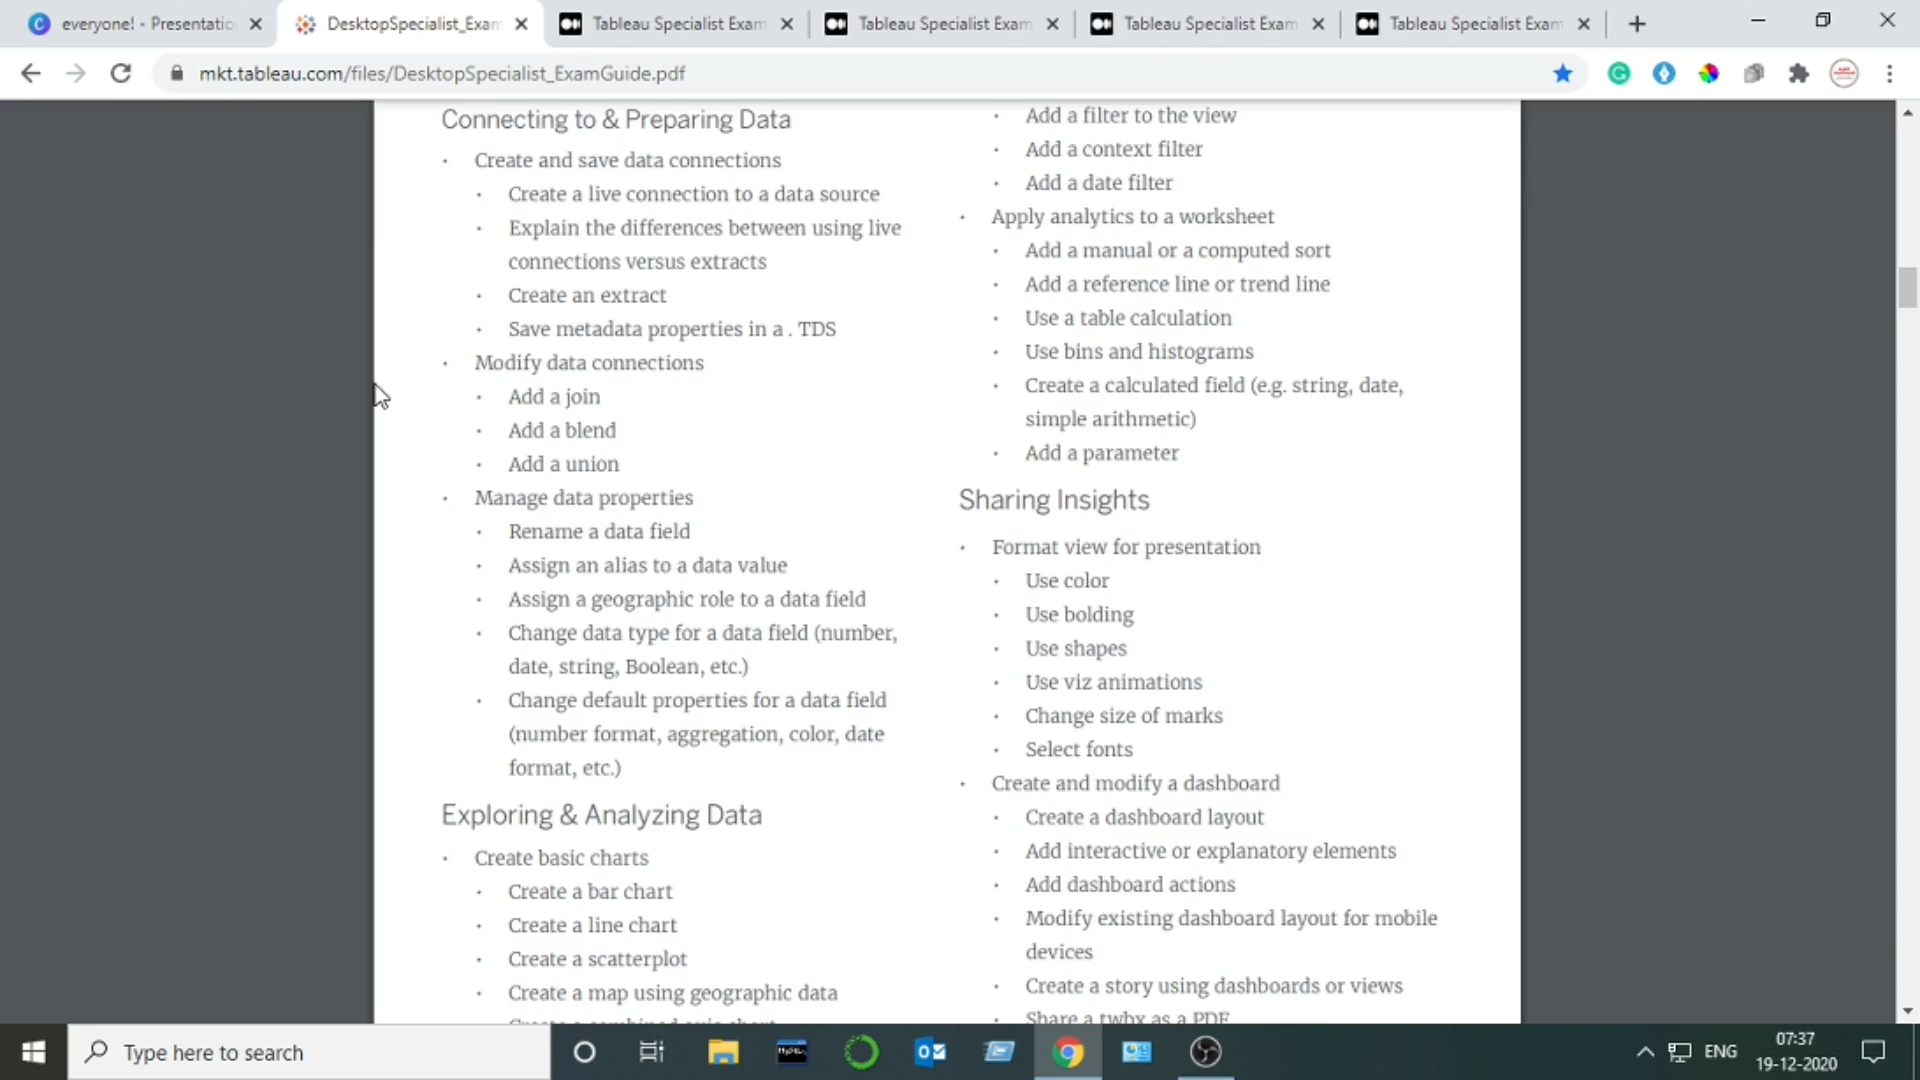 everyone! - Presentatio
DesktopSpecialist_Exam
Tableau Specialist Exam
Tableau Specialist Exam
Tableau Specialist Exam
Tableau Specialist Exam
mkt.tableau.com/files/DesktopSpecialist_ExamGuide.pdf
Connecting to & Preparing Data
· Create and save data connections
· Create a live connection to a data source
· Explain the differences between using live
connections versus extracts
· Create an extract
· Save metadata properties in a . TDS
· Modify data connections
· Add a join
· Add a blend
· Add a union
· Manage data properties
· Rename a data field
· Assign an alias to a data value
· Assign a geographic role to a data field
· Change data type for a data field (number,
date, string, Boolean, etc.)
· Change default properties for a data field
(number format, aggregation, color, date
format, etc.)
Exploring & Analyzing Data
· Create basic charts
· Create a bar chart
· Create a line chart
· Create a scatterplot
· Create a map using geographic data
· Add a filter to the view
· Add a context filter
· Add a date filter
· Apply analytics to a worksheet
· Add a manual or a computed sort
· Add a reference line or trend line
· Use a table calculation
· Use bins and histograms
· Create a calculated field (e.g. string, date,
simple arithmetic)
· Add a parameter
Sharing Insights
· Format view for presentation
· Use color
· Use bolding
· Use shapes
· Use viz animations
· Change size of marks
· Select fonts
· Create and modify a dashboard
· Create a dashboard layout
· Add interactive or explanatory elements
· Add dashboard actions
· Modify existing dashboard layout for mobile
devices
· Create a story using dashboards or views
· Share a twbx as a PDF
Type here to search
ENG
07:37
19-12-2020